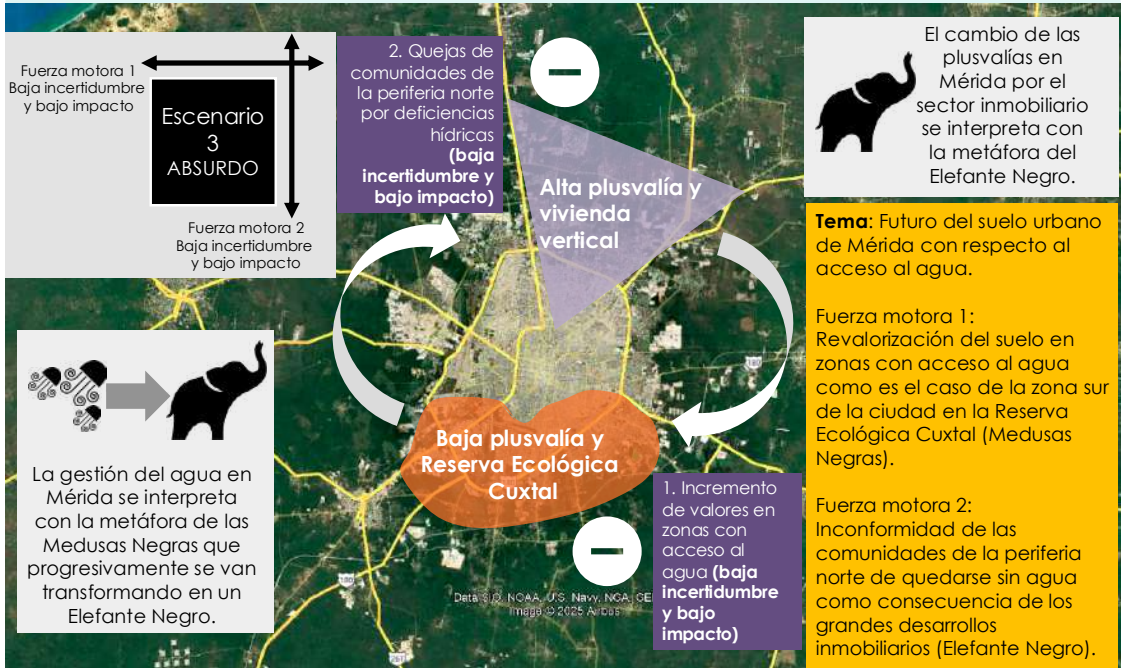 Fuerza motora 1
Baja incertidumbre
y bajo impacto
Escenario
3
ABSURDO
Fuerza motora 2
Baja incertidumbre
y bajo impacto
2. Quejas de
comunidades de
la periferia norte
por deficiencias
hídricas
(baja
incertidumbre y
bajo impacto)
Alta plusvalía y
vivienda
vertical
El cambio de las
plusvalías en
Mérida por el
sector inmobiliario
se interpreta con
la metáfora del
Elefante Negro.
Tema: Futuro del suelo urbano
de Mérida con respecto al
acceso al agua.
Fuerza motora 1:
Revalorización del suelo en
zonas con acceso al agua
como es el caso de la zona sur
de la ciudad en la Reserva
Ecológica Cuxtal (Medusas
Negras).
Fuerza motora 2:
Inconformidad de las
comunidades de la periferia
norte de quedarse sin agua
como consecuencia de los
grandes desarrollos
inmobiliarios (Elefante Negro).
La gestión del agua en
Mérida se interpreta
con la metáfora de las
Medusas Negras que
progresivamente se van
transformando en un
Elefante Negro.
Baja plusvalía y
Reserva Ecológica
Cuxtal
1. Incremento
de valores en
zonas con
acceso al
agua (baja
incertidumbre
y bajo
impacto)
180
180
261
Data SIO, NOAA, U.S. Navy, NGA, GE
Image © 2025 Airbus